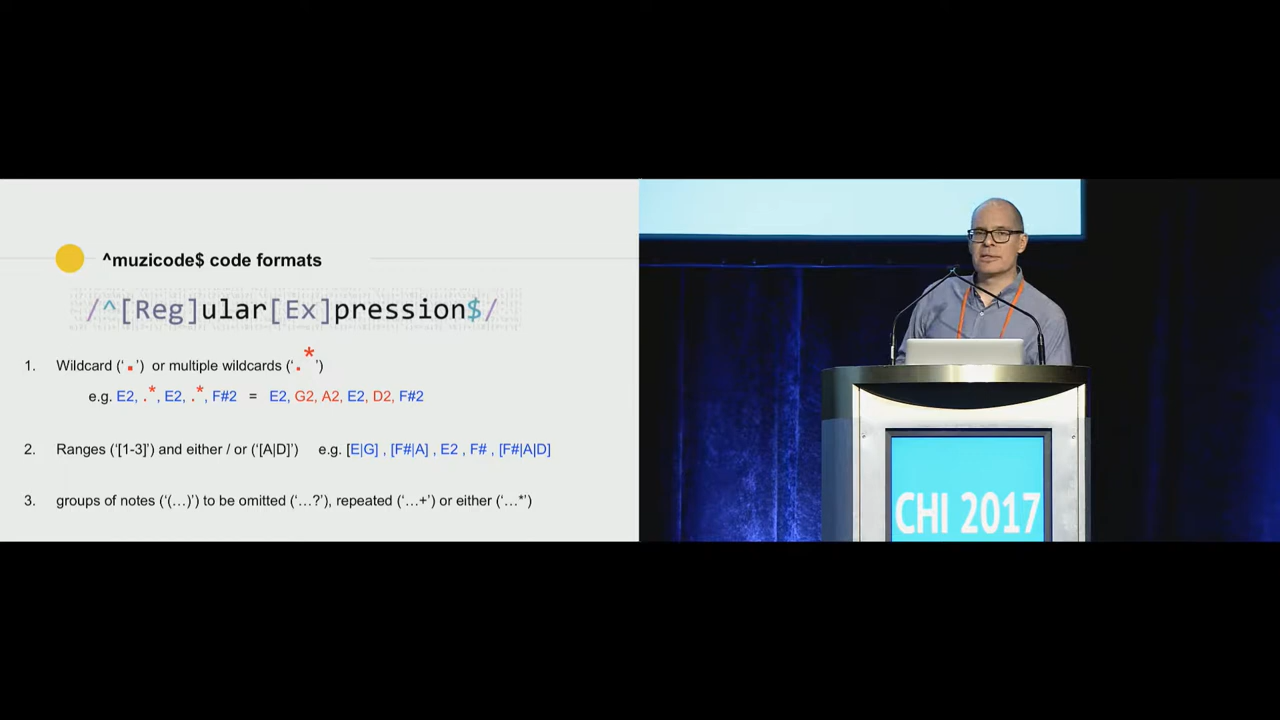 ^muzicode$ code formats
/^[Reg]ular[Ex]pression$/
1. Wildcard (‘.’) or multiple wildcards (‘.*’)
e.g. E2, .*, E2, .*, F#2 = E2, G2, A2, E2, D2, F#2
2. Ranges (‘[1-3]’) and either / or (‘[A|D]’) e.g. [E|G] , [F#|A] , E2 , F# , [F#|A|D]
3. groups of notes (‘(…)’) to be omitted (‘…?’), repeated (‘…+’) or either (‘…*’)
CHI 2017